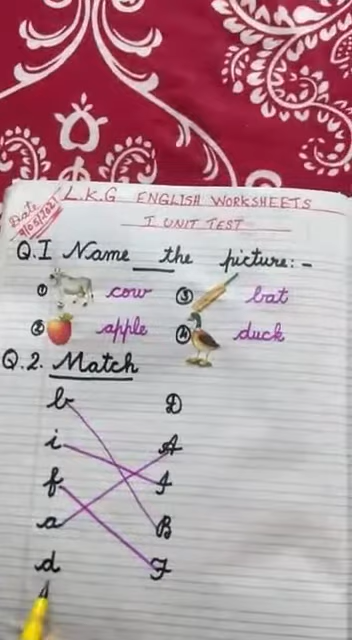 L.K.G ENGLISH WORKSHEETS
Date
I UNIT TEST
Q.I Name the picture:-
① cow ③ bat
② apple ④ duck
Q.2. Match
b D
i A
f I
a B
d F